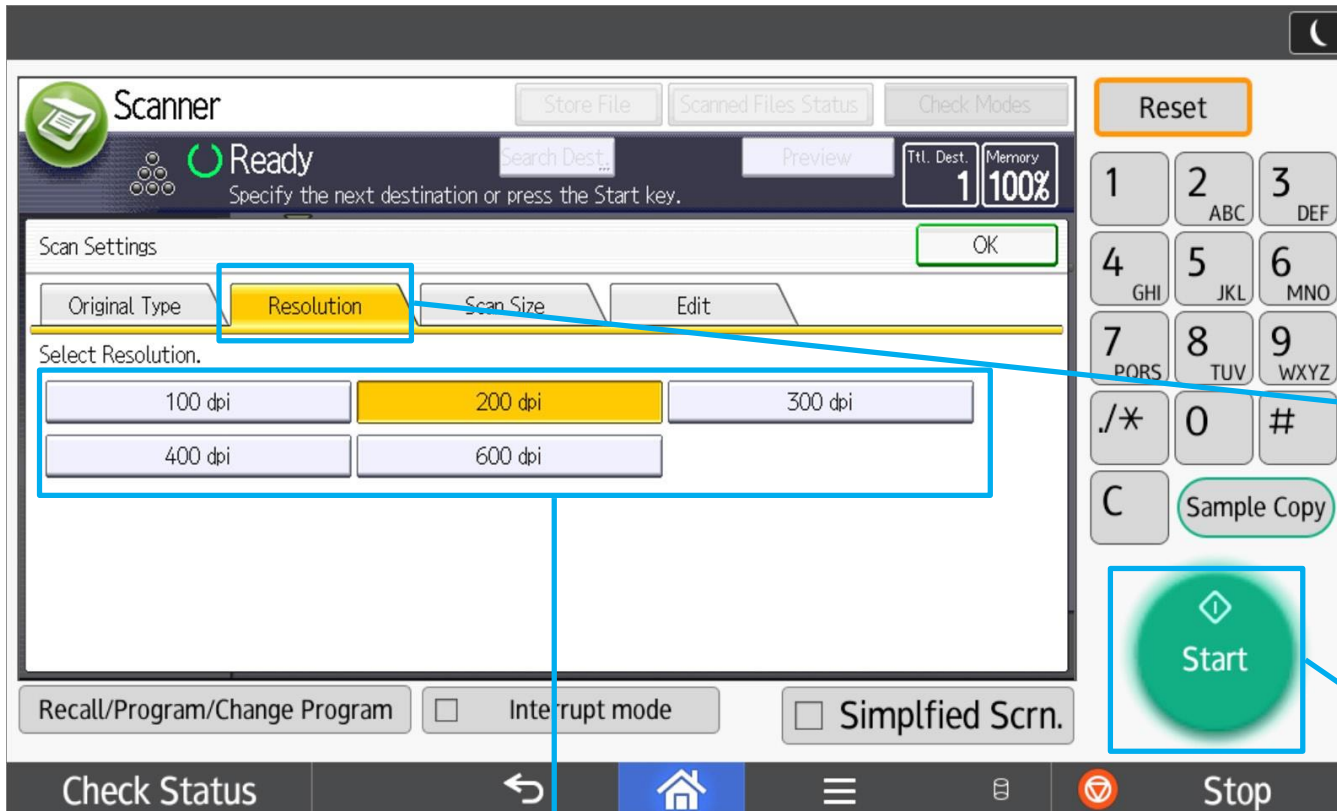 Scanner
Store File
Scanned Files Status
Check Modes
Ready
Search Dest.
Preview
Ttl. Dest.
1
Memory
100%
Specify the next destination or press the Start key.
Scan Settings
OK
Original Type
Resolution
Scan Size
Edit
Select Resolution.
100 dpi
200 dpi
300 dpi
400 dpi
600 dpi
Recall/Program/Change Program
Interrupt mode
Simplfied Scrn.
Reset
1
2 ABC
3 DEF
4 GHI
5 JKL
6 MNO
7 PQRS
8 TUV
9 WXYZ
./*
0
#
C
Sample Copy
Start
Check Status
Stop